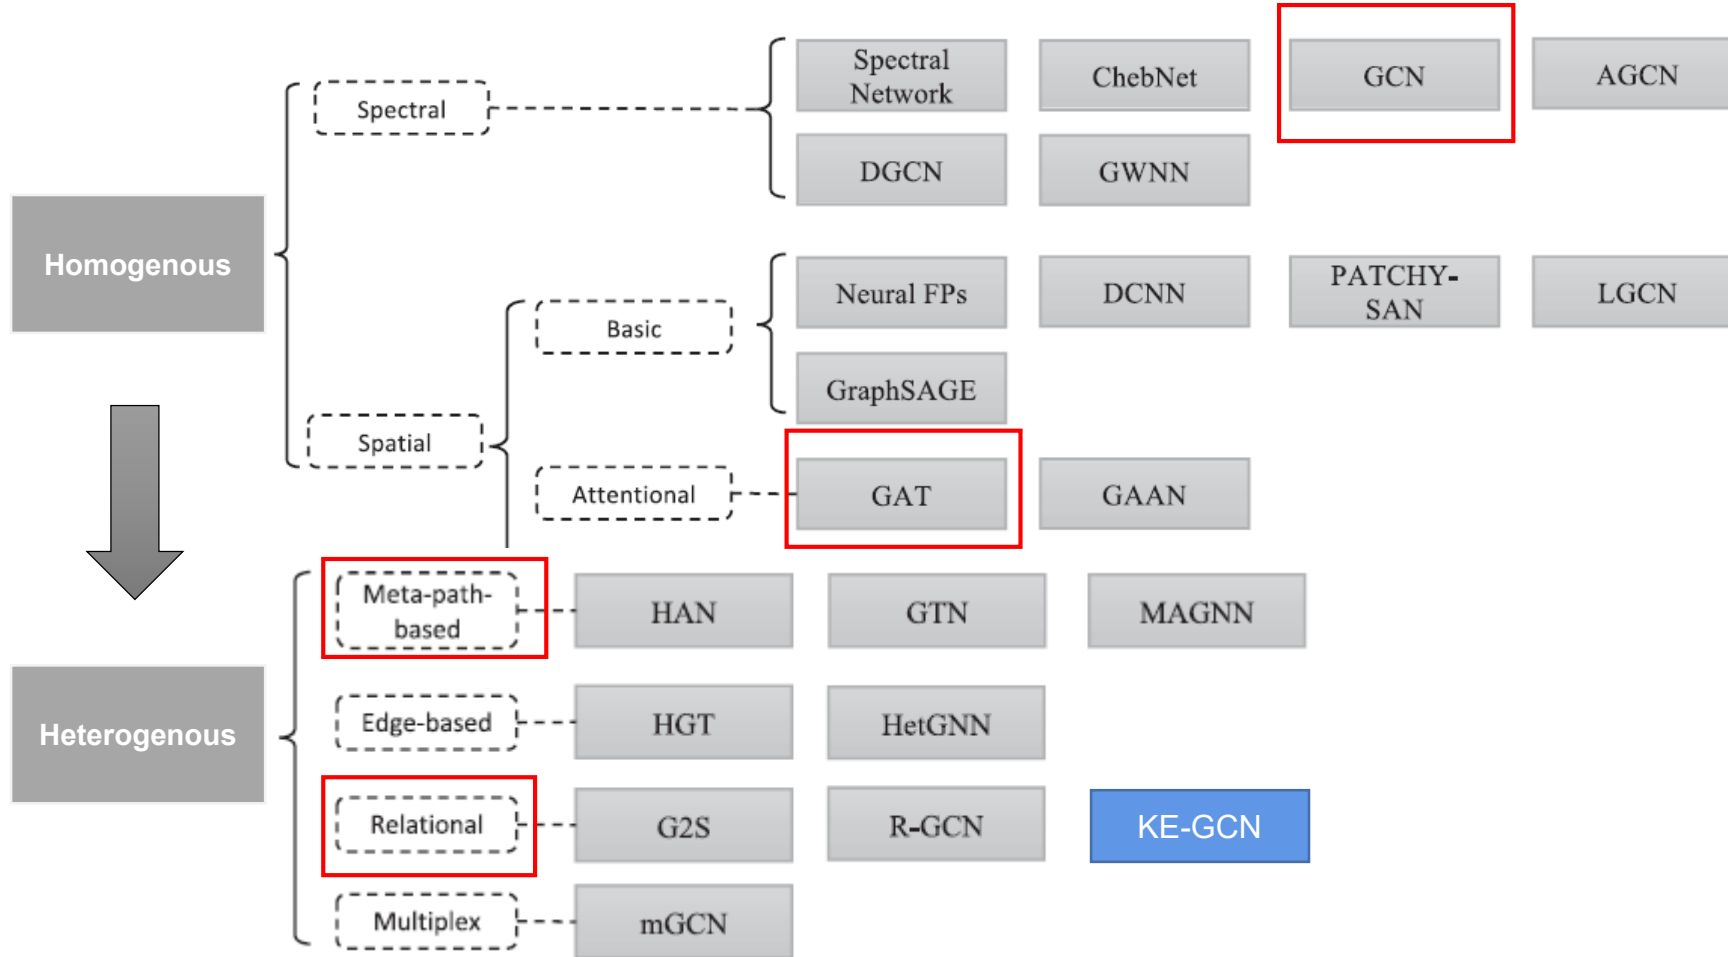 Spectral
Network
ChebNet
GCN
AGCN
Spectral
DGCN
GWNN
Homogenous
Neural FPs
DCNN
PATCHY-
SAN
LGCN
Basic
GraphSAGE
Spatial
Attentional
GAT
GAAN
Meta-path-
based
HAN
GTN
MAGNN
Heterogenous
Edge-based
HGT
HetGNN
Relational
G2S
R-GCN
KE-GCN
Multiplex
mGCN